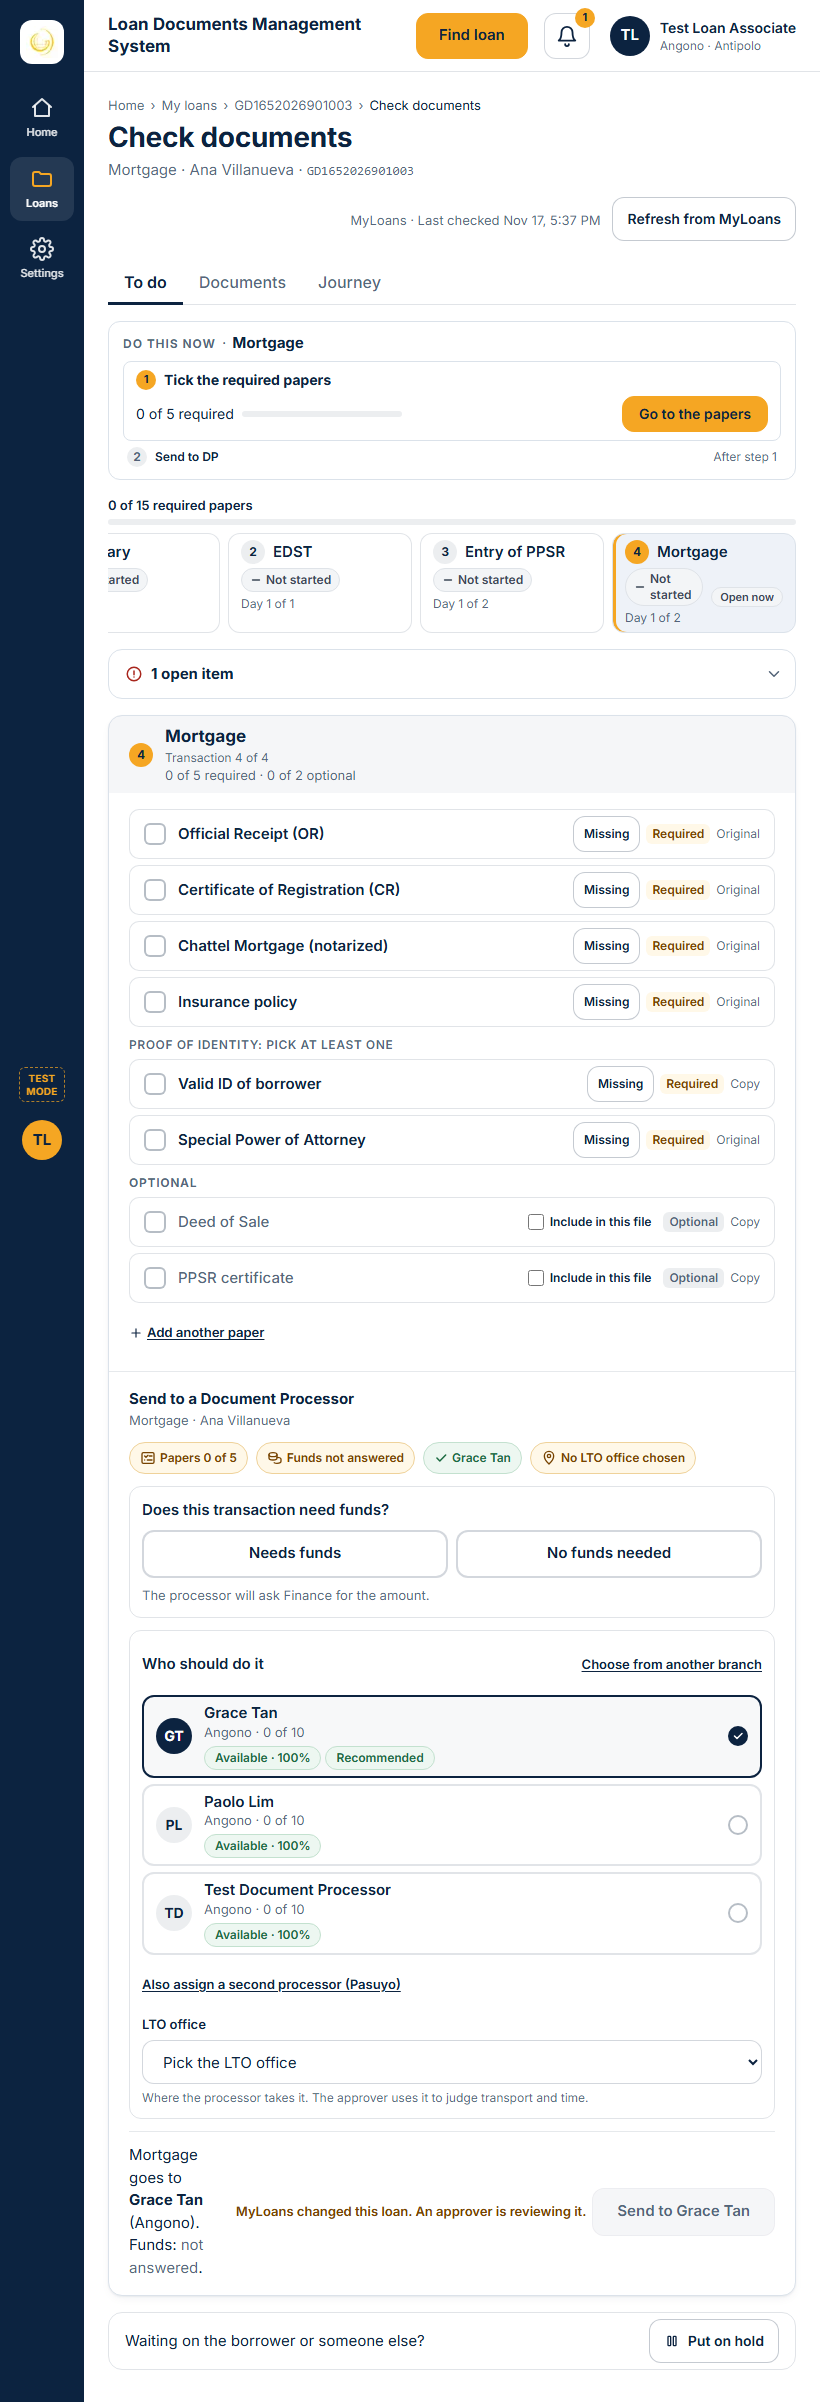 Loan Documents Management System
Find loan
1
TL
Test Loan Associate
Angono · Antipolo
Home
Loans
Settings
TEST MODE
TL
Home › My loans › GD1652026901003 › Check documents
Check documents
Mortgage · Ana Villanueva · GD1652026901003
MyLoans · Last checked Nov 17, 5:37 PM
Refresh from MyLoans
To do
Documents
Journey
DO THIS NOW · Mortgage
1 Tick the required papers
0 of 5 required
Go to the papers
2 Send to DP
After step 1
0 of 15 required papers
ary
arted
2 EDST
– Not started
Day 1 of 1
3 Entry of PPSR
– Not started
Day 1 of 2
4 Mortgage
– Not started
Open now
Day 1 of 2
1 open item
4
Mortgage
Transaction 4 of 4
0 of 5 required · 0 of 2 optional
Official Receipt (OR) Missing Required Original
Certificate of Registration (CR) Missing Required Original
Chattel Mortgage (notarized) Missing Required Original
Insurance policy Missing Required Original
PROOF OF IDENTITY: PICK AT LEAST ONE
Valid ID of borrower Missing Required Copy
Special Power of Attorney Missing Required Original
OPTIONAL
Deed of Sale Include in this file Optional Copy
PPSR certificate Include in this file Optional Copy
+ Add another paper
Send to a Document Processor
Mortgage · Ana Villanueva
Papers 0 of 5
Funds not answered
Grace Tan
No LTO office chosen
Does this transaction need funds?
Needs funds
No funds needed
The processor will ask Finance for the amount.
Who should do it
Choose from another branch
GT
Grace Tan
Angono · 0 of 10
Available · 100%
Recommended
PL
Paolo Lim
Angono · 0 of 10
Available · 100%
TD
Test Document Processor
Angono · 0 of 10
Available · 100%
Also assign a second processor (Pasuyo)
LTO office
Pick the LTO office
Where the processor takes it. The approver uses it to judge transport and time.
Mortgage
goes to
Grace Tan
(Angono).
Funds: not
answered.
MyLoans changed this loan. An approver is reviewing it.
Send to Grace Tan
Waiting on the borrower or someone else?
Put on hold